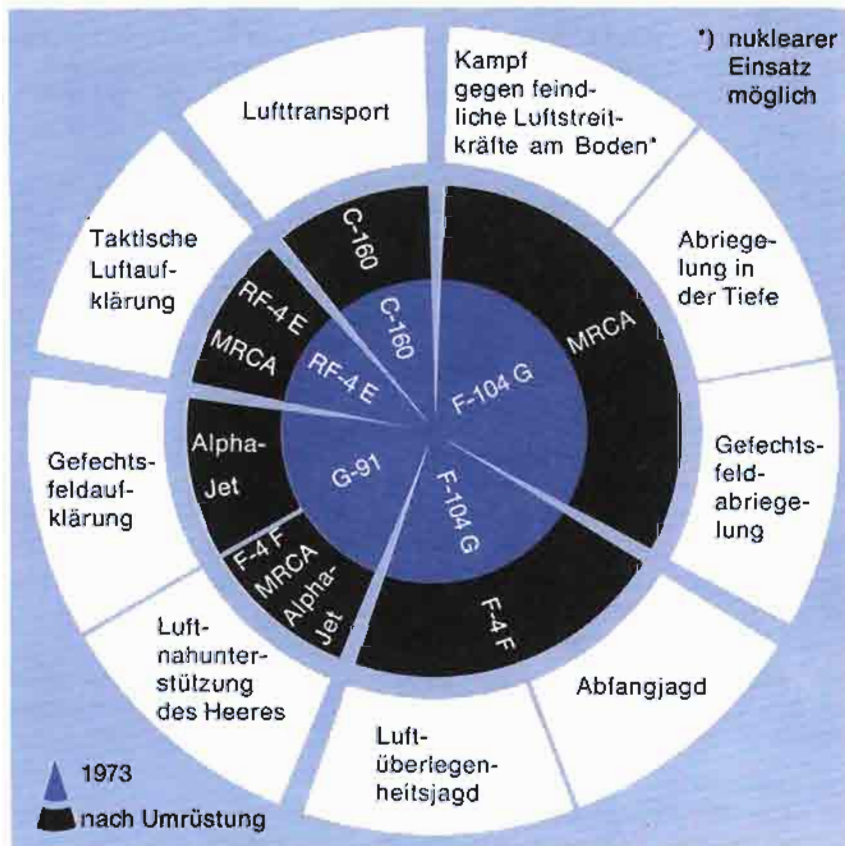 *) nuklearer
Einsatz
möglich
Kampf
gegen feind-
liche Luftstreit-
kräfte am Boden*
Abriege-
lung in
der Tiefe
Gefechts-
feld-
abriege-
lung
Abfangjagd
Luft-
überlegen-
heitsjagd
Luft-
nahunter-
stützung
des Heeres
Gefechts-
feldauf-
klärung
Taktische
Luftauf-
klärung
Lufttransport
C-160
MRCA
F-4 F
F-4 F
MRCA
Alpha-
Jet
Alpha-
Jet
RF-4 E
MRCA
C-160
F-104 G
F-104 G
G-91
RF-4 E
1973
nach Umrüstung